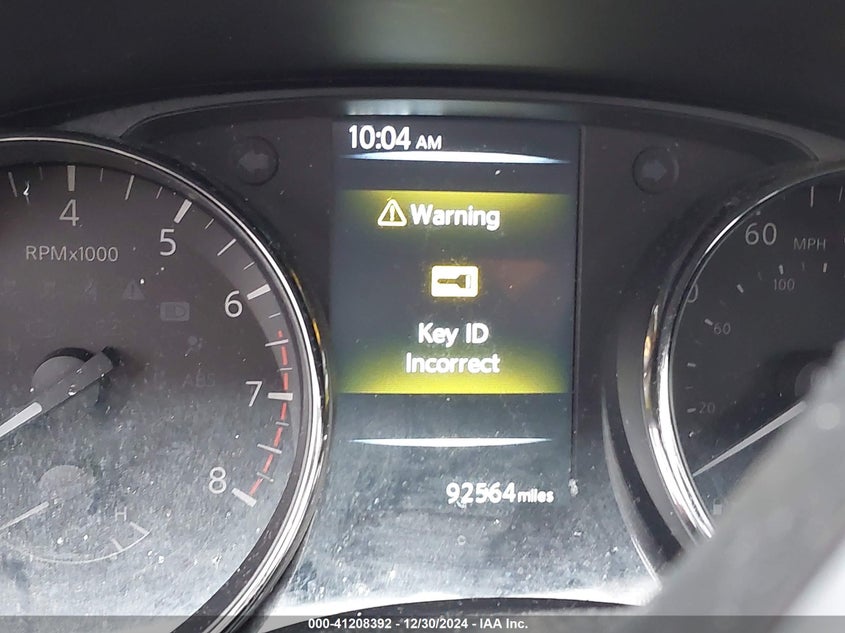 10:04 AM
Warning
Key ID
Incorrect
92564 miles
4
5
6
7
8
RPMx1000
ABS
H
60
MPH
100
60
20
000-41208392 - 12/30/2024 - IAA Inc.